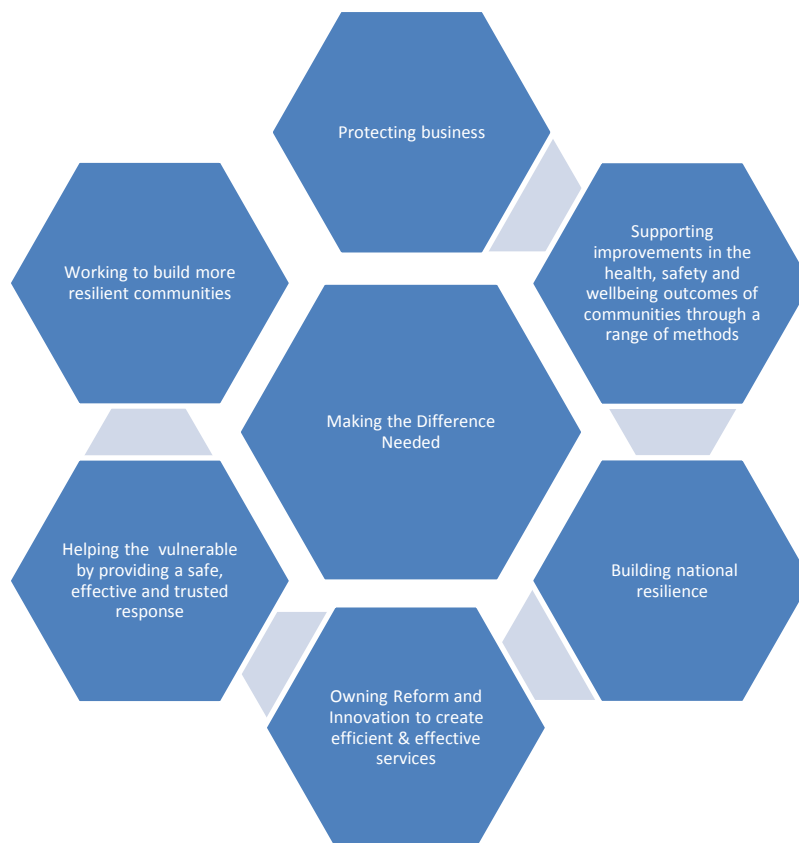 Protecting business
Supporting
improvements in the
health, safety and
wellbeing outcomes of
communities through a
range of methods
Building national
resilience
Owning Reform and
Innovation to create
efficient & effective
services
Helping the  vulnerable
by providing a safe,
effective and trusted
response
Working to build more
resilient communities
Making the Difference
Needed